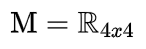 M = ℝ₄ₓ₄